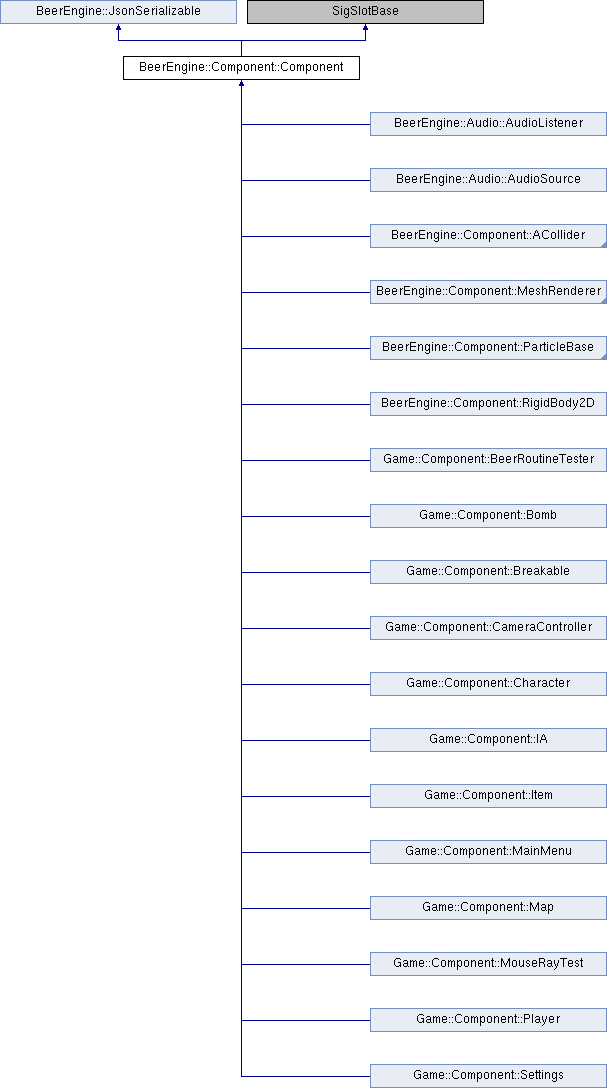 BeerEngine::JsonSerializable
SigSlotBase
BeerEngine::Component::Component
BeerEngine::Audio::AudioListener
BeerEngine::Audio::AudioSource
BeerEngine::Component::ACollider
BeerEngine::Component::MeshRenderer
BeerEngine::Component::ParticleBase
BeerEngine::Component::RigidBody2D
Game::Component::BeerRoutineTester
Game::Component::Bomb
Game::Component::Breakable
Game::Component::CameraController
Game::Component::Character
Game::Component::IA
Game::Component::Item
Game::Component::MainMenu
Game::Component::Map
Game::Component::MouseRayTest
Game::Component::Player
Game::Component::Settings